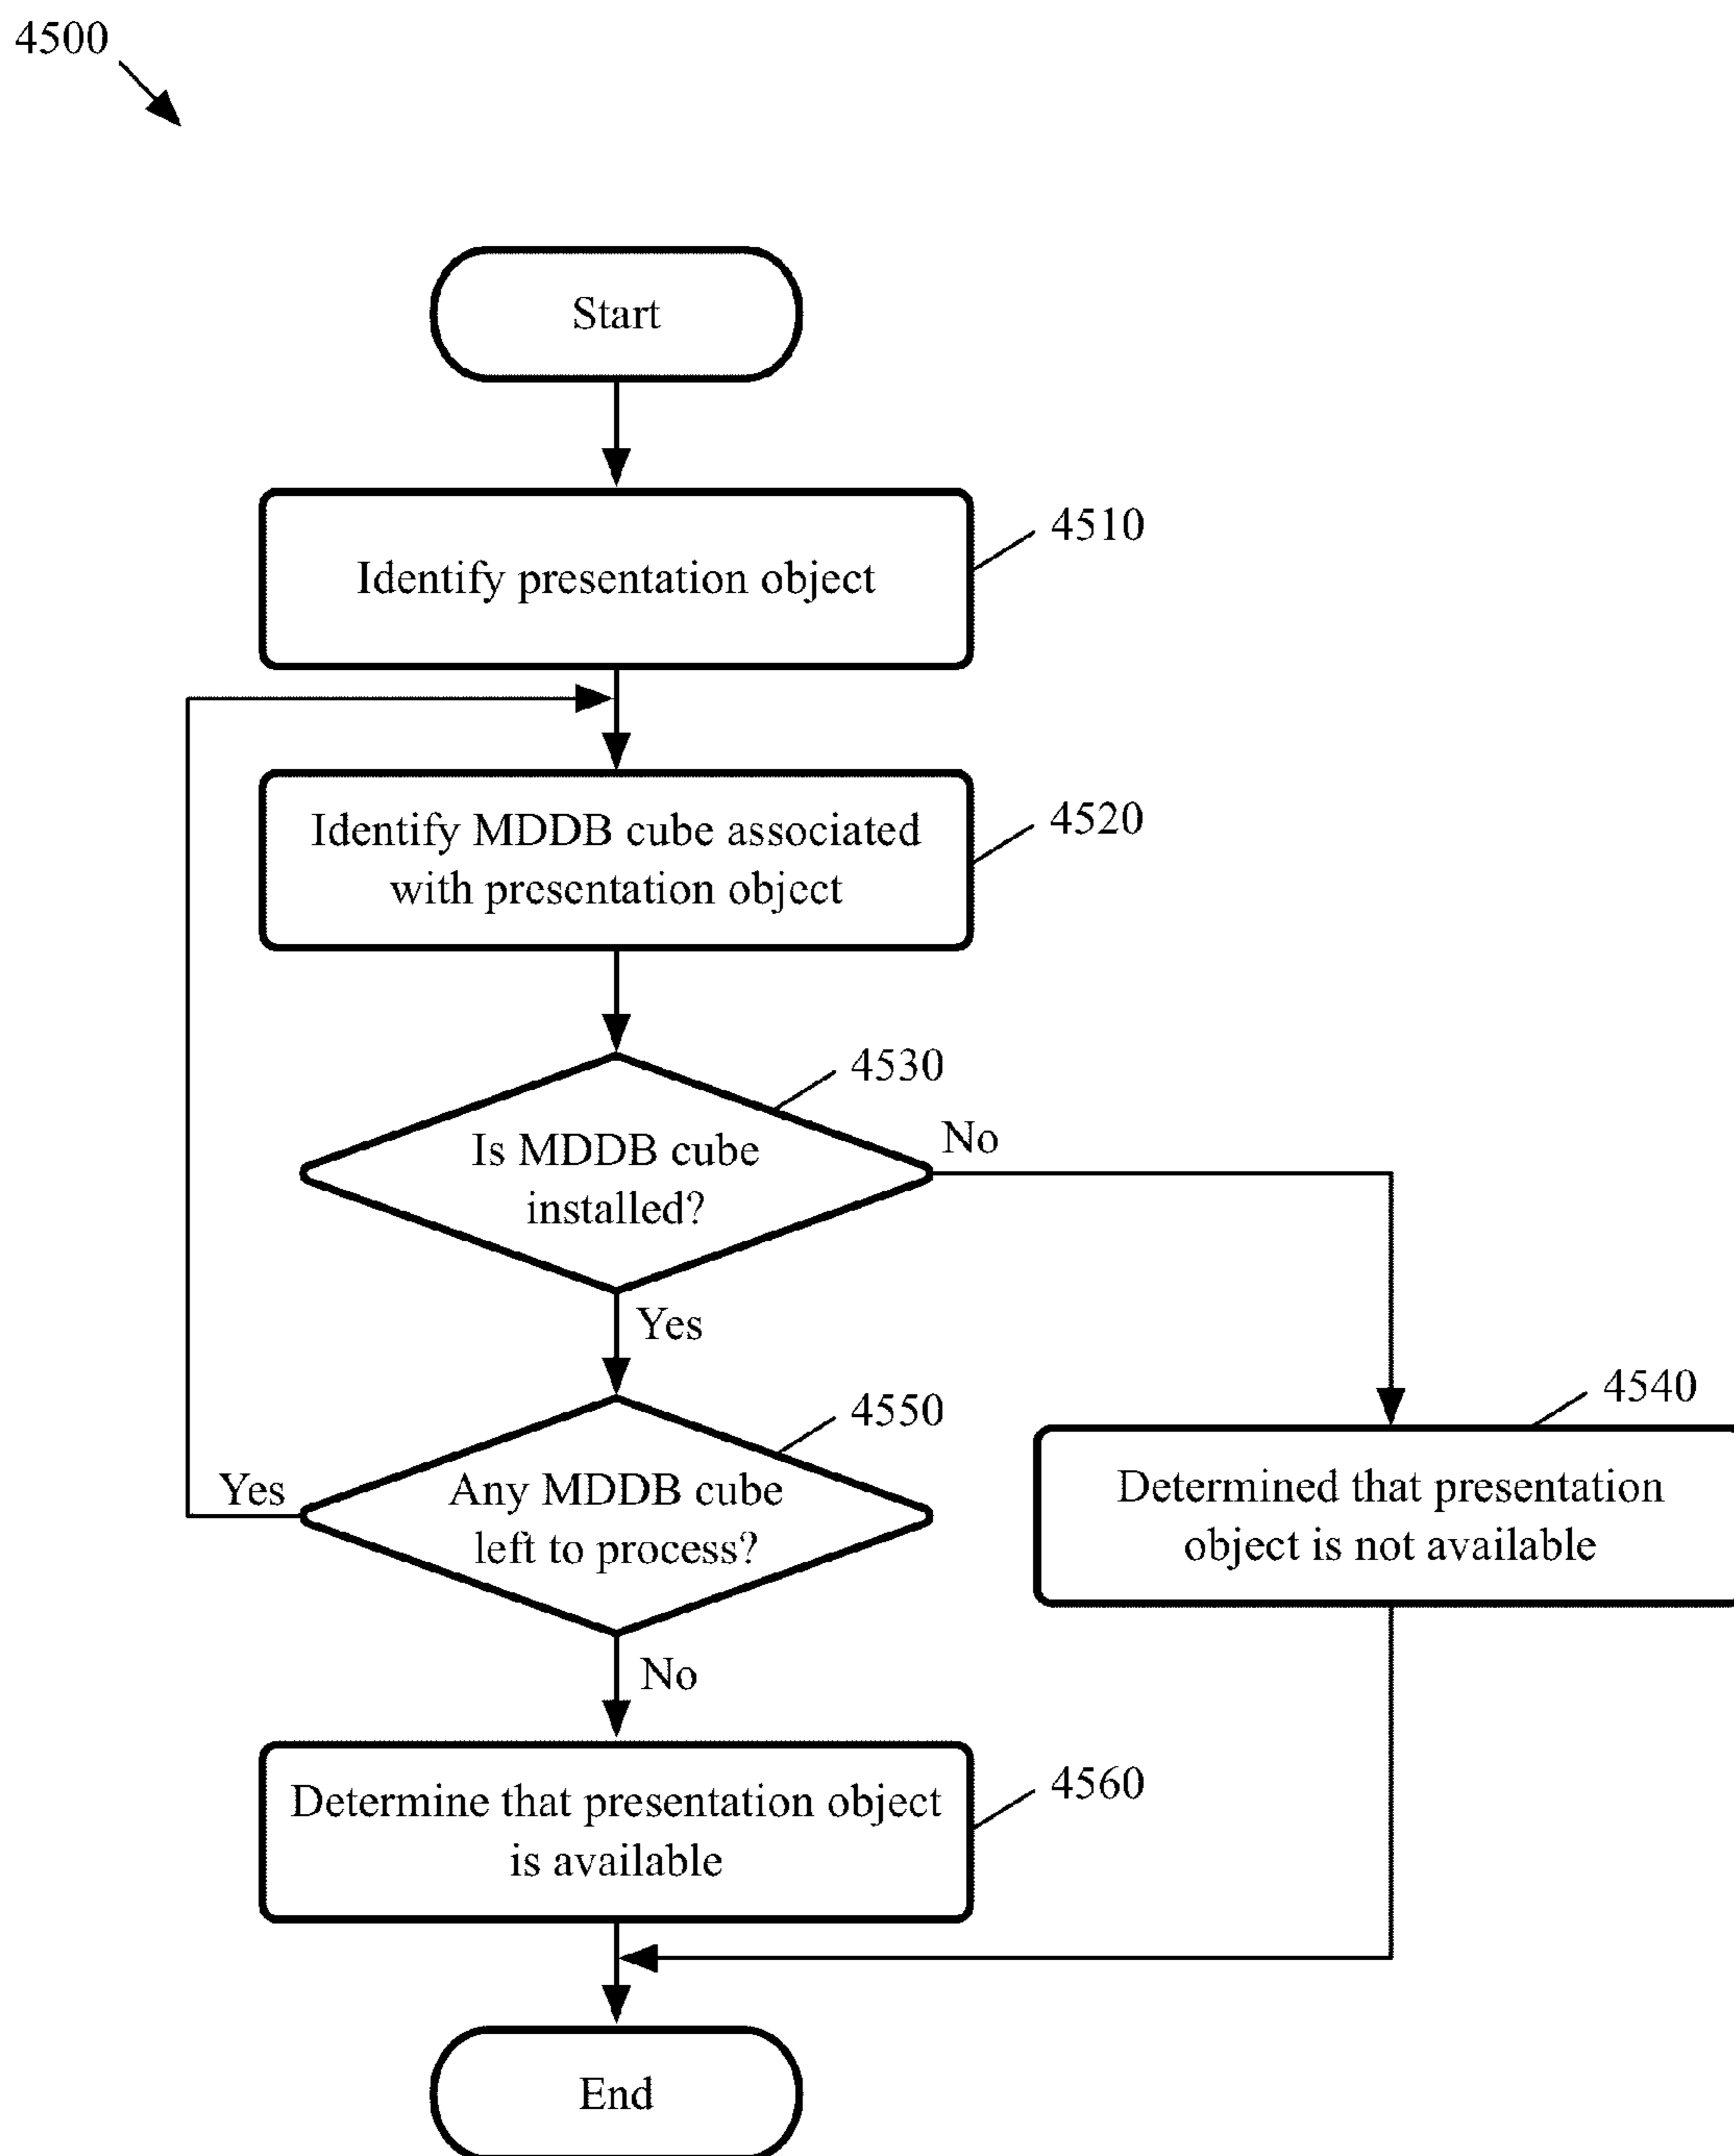 4500
Start
Identify presentation object
4510
Identify MDDB cube associated
with presentation object
4520
4530
Is MDDB cube
installed?
No
Yes
4550
Any MDDB cube
left to process?
Yes
4540
Determined that presentation
object is not available
No
Determine that presentation object
is available
4560
End